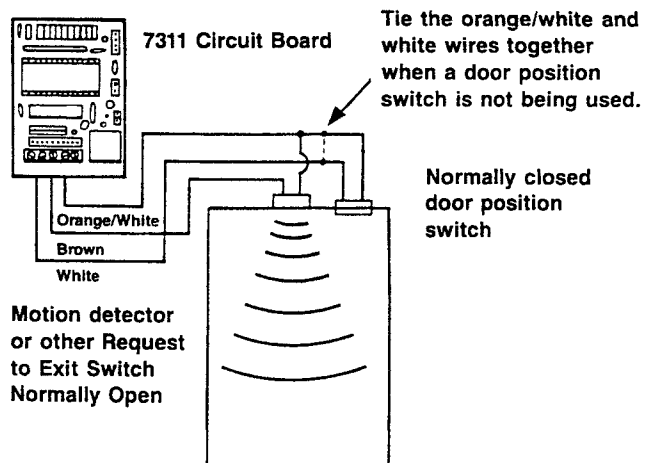 7311 Circuit Board
Tie the orange/white and
white wires together
when a door position
switch is not being used.
Normally closed
door position
switch
Orange/White
Brown
White
Motion detector
or other Request
to Exit Switch
Normally Open